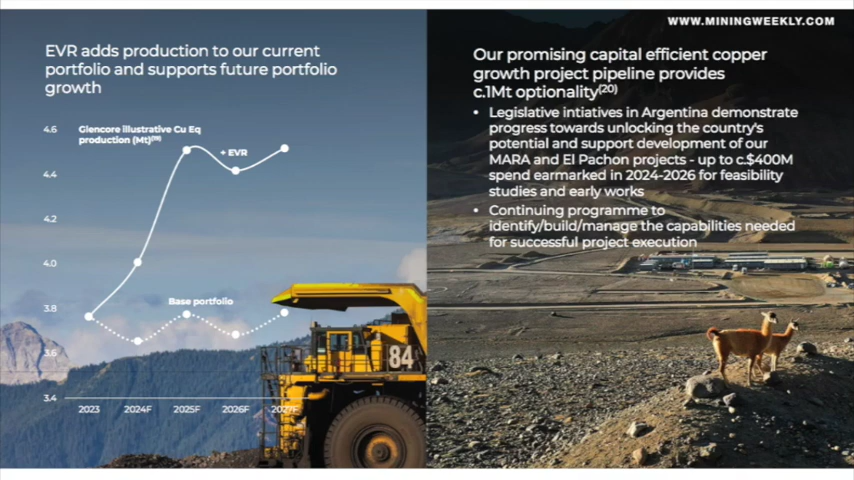 WWW.MININGWEEKLY.COM
EVR adds production to our current
portfolio and supports future portfolio
growth
4.6
Glencore illustrative Cu Eq
production (Mt)(19)
+ EVR
4.4
4.2
4.0
3.8
Base portfolio
3.6
3.4
2023
2024F
2025F
2026F
2027F
84
Our promising capital efficient copper
growth project pipeline provides
c.1Mt optionality(20)
• Legislative intiatives in Argentina demonstrate
progress towards unlocking the country's
potential and support development of our
MARA and El Pachon projects - up to c.$400M
spend earmarked in 2024-2026 for feasibility
studies and early works
• Continuing programme to
identify/build/manage the capabilities needed
for successful project execution